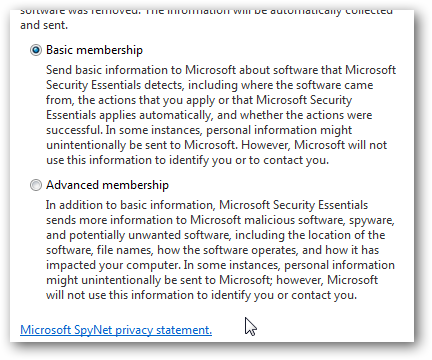 software was removed. The information will be automatically collected
and sent.
Basic membership
Send basic information to Microsoft about software that Microsoft
Security Essentials detects, including where the software came
from, the actions that you apply or that Microsoft Security
Essentials applies automatically, and whether the actions were
successful. In some instances, personal information might
unintentionally be sent to Microsoft. However, Microsoft will not
use this information to identify you or to contact you.
Advanced membership
In addition to basic information, Microsoft Security Essentials
sends more information to Microsoft malicious software, spyware,
and potentially unwanted software, including the location of the
software, file names, how the software operates, and how it has
impacted your computer. In some instances, personal information
might unintentionally be sent to Microsoft; however, Microsoft
will not use this information to identify you or contact you.
Microsoft SpyNet privacy statement.